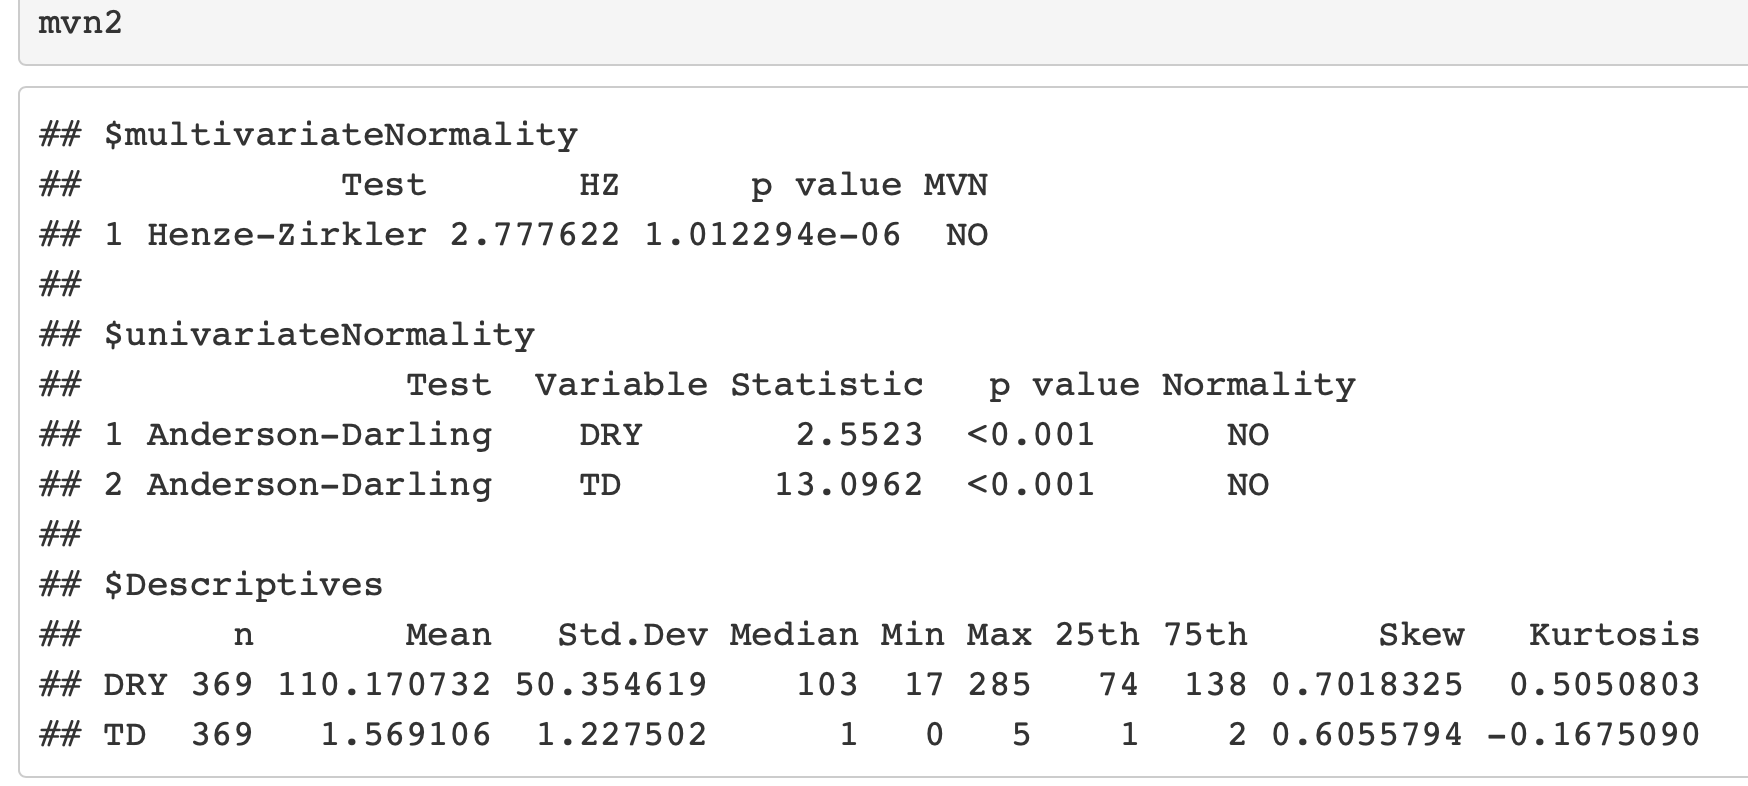 mvn2
## $multivariateNormality
##            Test       HZ      p value MVN
## 1 Henze-Zirkler 2.777622 1.012294e-06  NO
##
## $univariateNormality
##               Test  Variable Statistic   p value Normality
## 1 Anderson-Darling    DRY       2.5523  <0.001      NO
## 2 Anderson-Darling    TD       13.0962  <0.001      NO
##
## $Descriptives
##       n       Mean   Std.Dev Median Min Max 25th 75th      Skew   Kurtosis
## DRY 369 110.170732 50.354619    103  17 285   74  138 0.7018325  0.5050803
## TD  369   1.569106  1.227502      1   0   5    1    2 0.6055794 -0.1675090